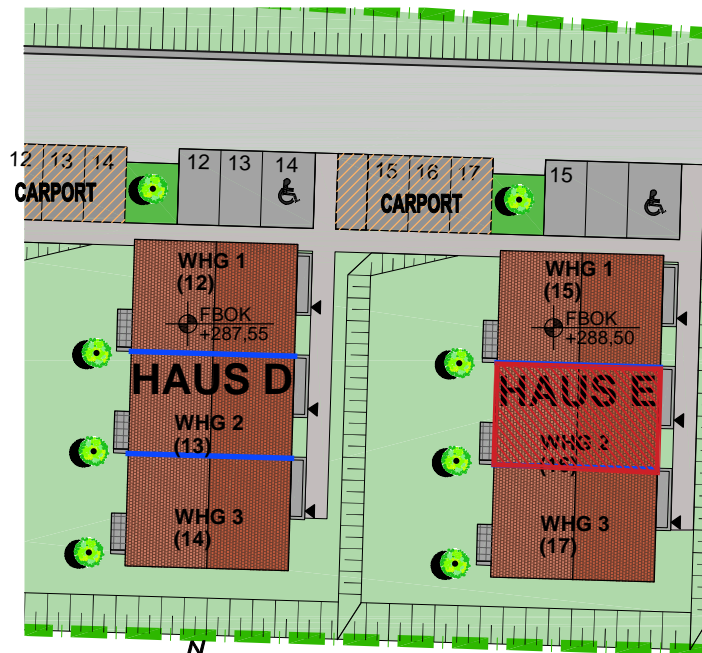 12 13 14
CARPORT
12 13 14
15 16 17
CARPORT
15
WHG 1
(12)
FBOK
+287,55
HAUS D
WHG 2
(13)
WHG 3
(14)
WHG 1
(15)
FBOK
+288.50
HAUS E
WHG 2
(16)
WHG 3
(17)
N